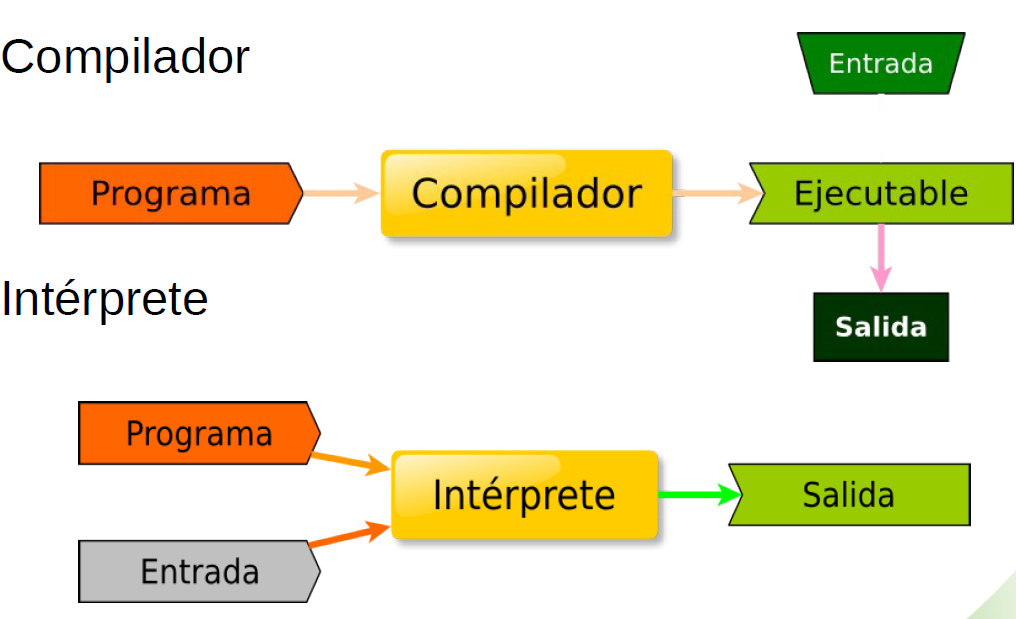 Compilador
Entrada
Programa
Compilador
Ejecutable
Salida
Intérprete
Programa
Intérprete
Salida
Entrada